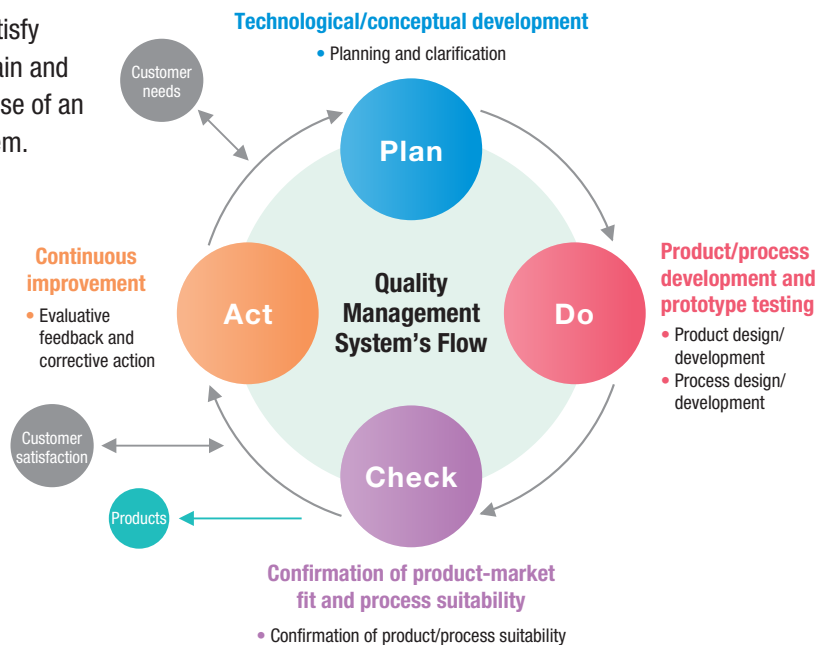 tisfy
ain and
se of an
em.
Technological/conceptual development
• Planning and clarification
Customer
needs
Plan
Continuous
improvement
• Evaluative
feedback and
corrective action
Act
Quality
Management
System's Flow
Do
Product/process
development and
prototype testing
• Product design/
development
• Process design/
development
Customer
satisfaction
Products
Check
Confirmation of product-market
fit and process suitability
• Confirmation of product/process suitability